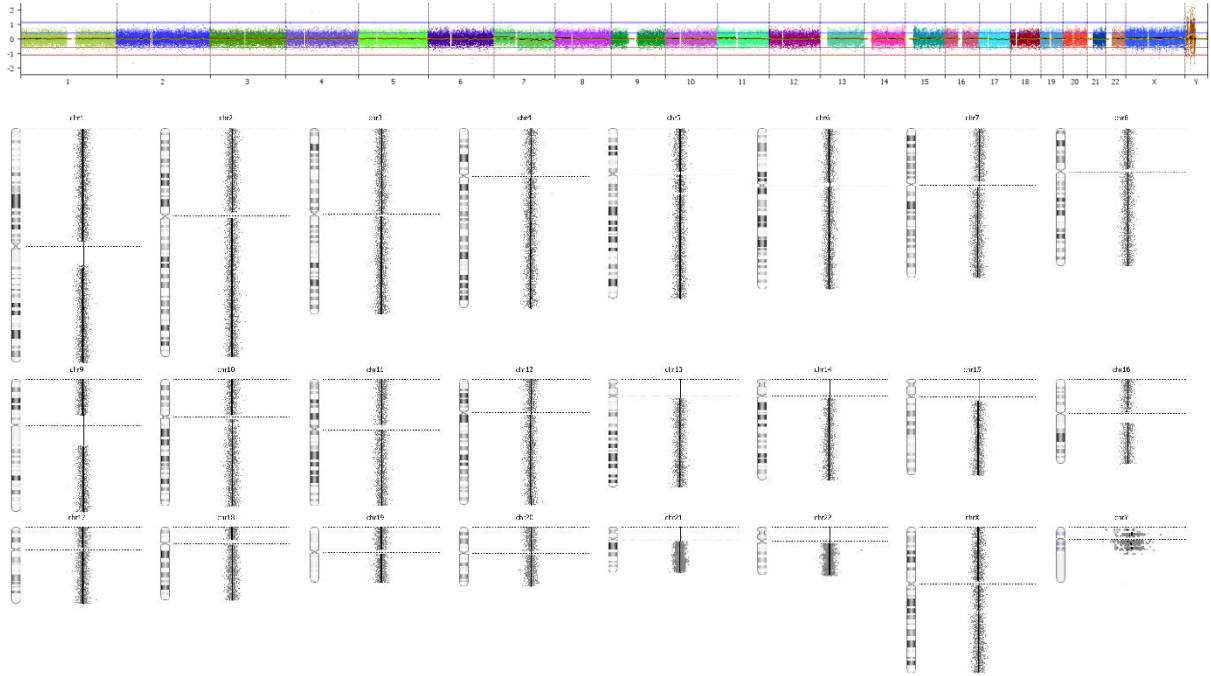 2
1
0
-1
-2
1 2 3 4 5 6 7 8 9 10 11 12 13 14 15 16 17 18 19 20 21 22 X Y
chr1 chr2 chr3 chr4 chr5 chr6 chr7 chr8
chr9 chr10 chr11 chr12 chr13 chr14 chr15 chr16
chr17 chr18 chr19 chr20 chr21 chr22 chrX chrY